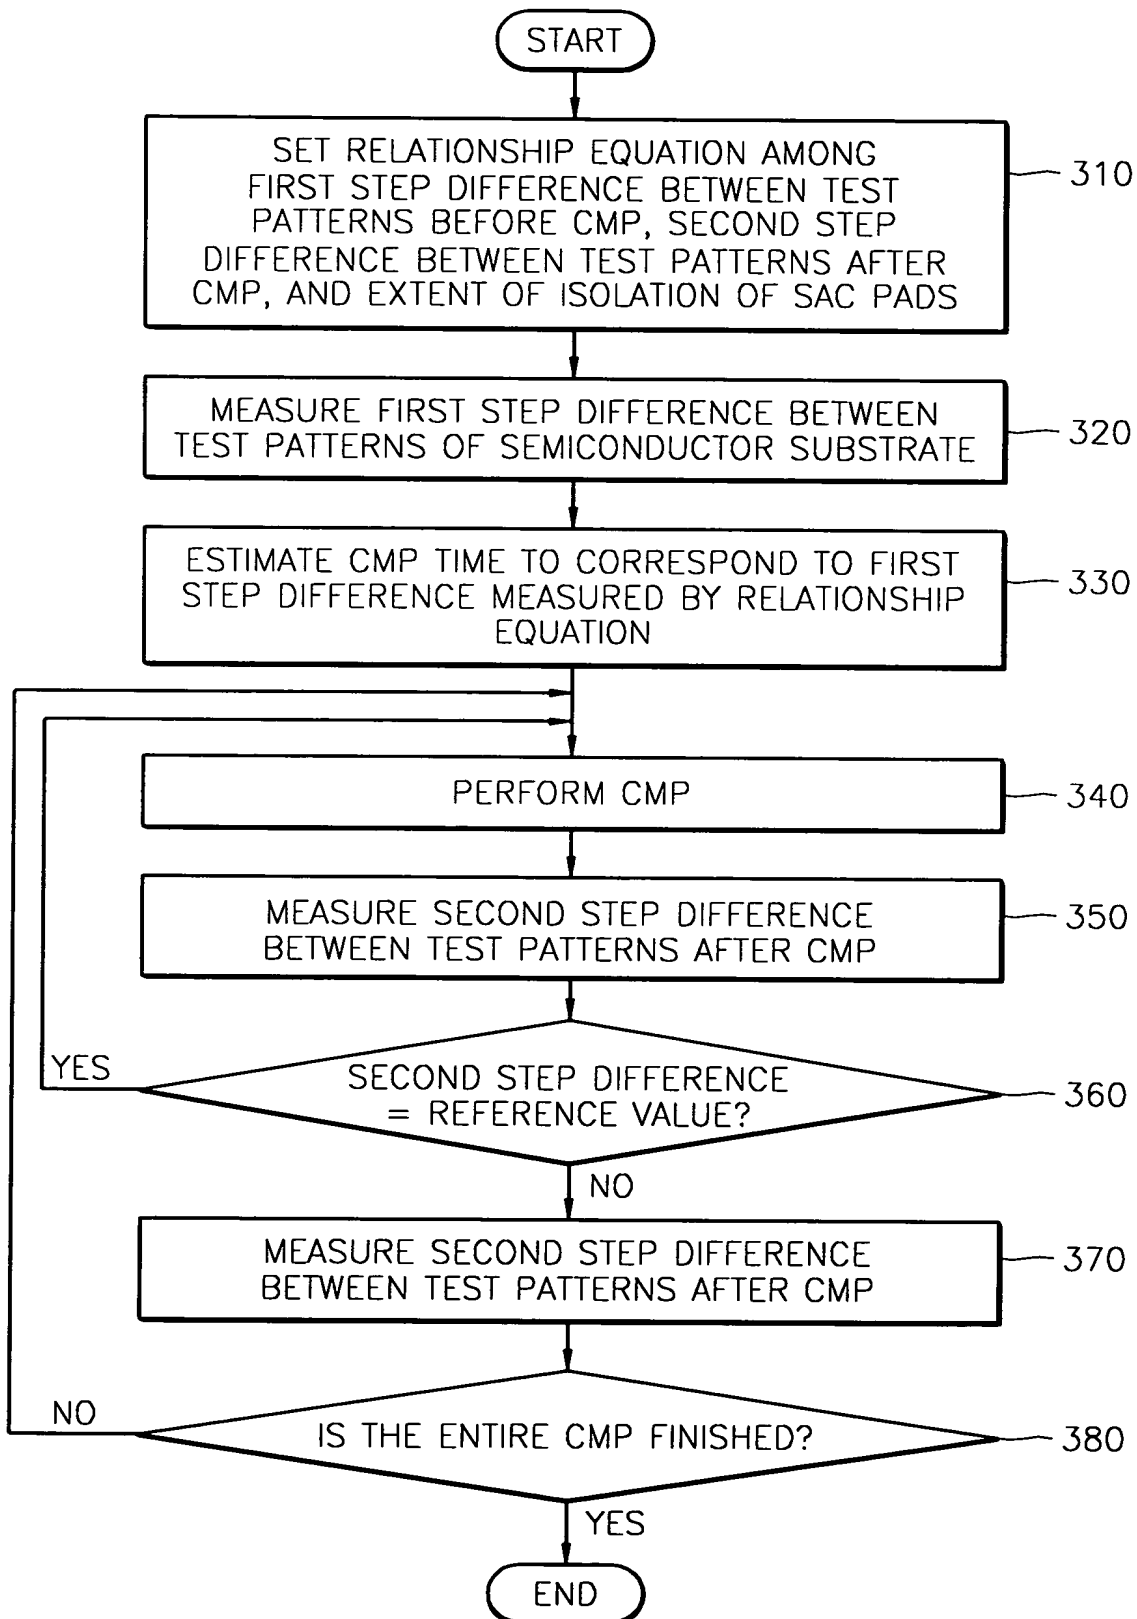 START
SET RELATIONSHIP EQUATION AMONG
FIRST STEP DIFFERENCE BETWEEN TEST
PATTERNS BEFORE CMP, SECOND STEP
DIFFERENCE BETWEEN TEST PATTERNS AFTER
CMP, AND EXTENT OF ISOLATION OF SAC PADS
310
MEASURE FIRST STEP DIFFERENCE BETWEEN
TEST PATTERNS OF SEMICONDUCTOR SUBSTRATE
320
ESTIMATE CMP TIME TO CORRESPOND TO FIRST
STEP DIFFERENCE MEASURED BY RELATIONSHIP
EQUATION
330
PERFORM CMP
340
MEASURE SECOND STEP DIFFERENCE
BETWEEN TEST PATTERNS AFTER CMP
350
YES
SECOND STEP DIFFERENCE
= REFERENCE VALUE?
360
NO
MEASURE SECOND STEP DIFFERENCE
BETWEEN TEST PATTERNS AFTER CMP
370
NO
IS THE ENTIRE CMP FINISHED?
380
YES
END